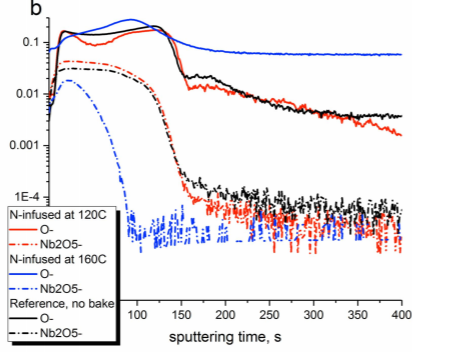 b
0.1
0.01
0.001
1E-4
N-infused at 120C
O-
Nb2O5-
N-infused at 160C
O-
Nb2O5-
Reference, no bake
O-
Nb2O5-
100 150 200 250 300 350 400
sputtering time, s